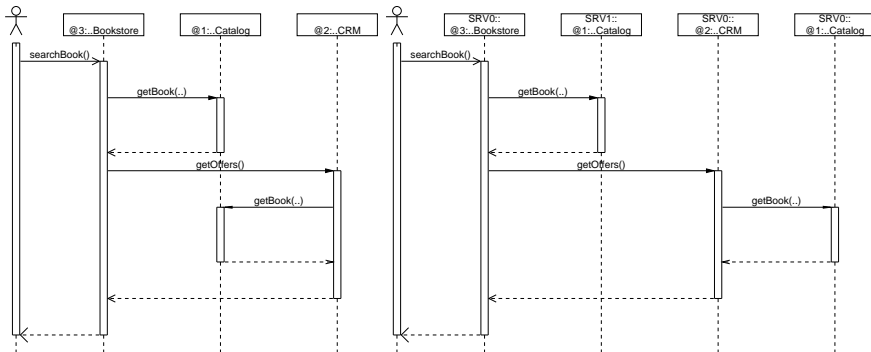 @3:..Bookstore
@1:..Catalog
@2:..CRM
searchBook()
getBook(..)
getOffers()
getBook(..)
SRV0::
@3:..Bookstore
SRV1::
@1:..Catalog
SRV0::
@2:..CRM
SRV0::
@1:..Catalog
searchBook()
getBook(..)
getOffers()
getBook(..)